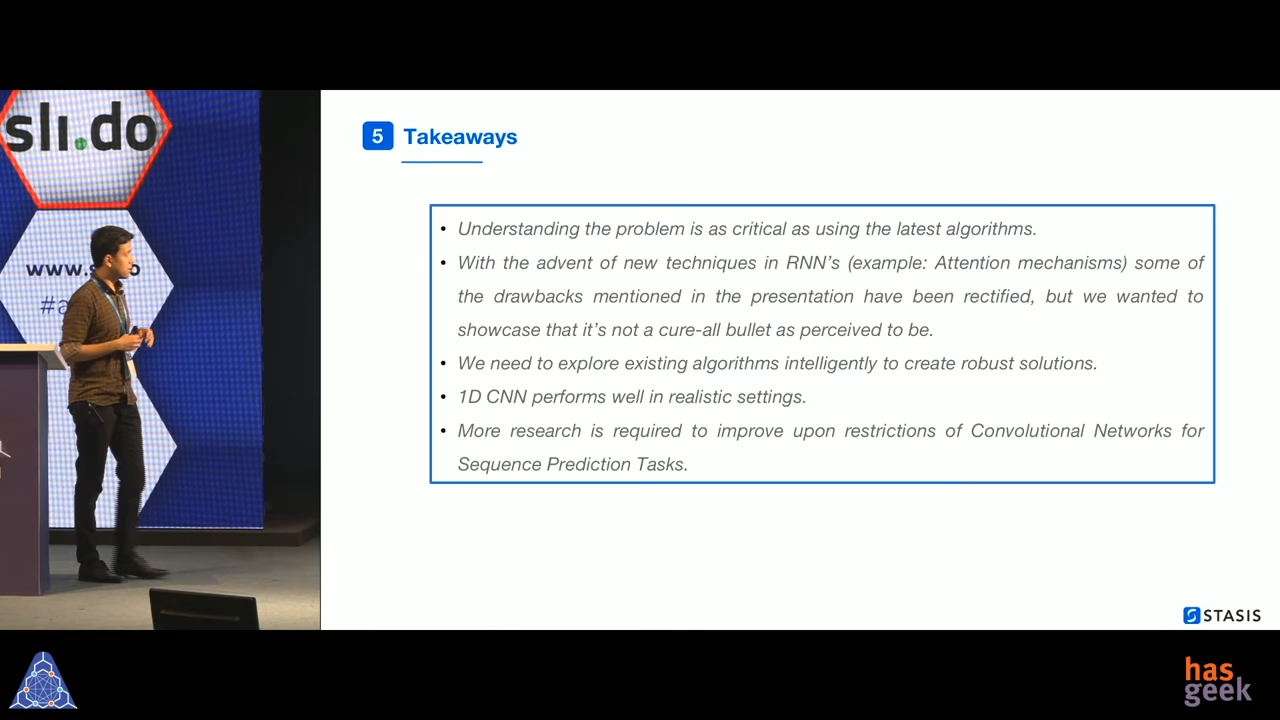 slı.do
5 Takeaways
• Understanding the problem is as critical as using the latest algorithms.
• With the advent of new techniques in RNN's (example: Attention mechanisms) some of
the drawbacks mentioned in the presentation have been rectified, but we wanted to
showcase that it's not a cure-all bullet as perceived to be.
• We need to explore existing algorithms intelligently to create robust solutions.
• 1D CNN performs well in realistic settings.
• More research is required to improve upon restrictions of Convolutional Networks for
Sequence Prediction Tasks.
STASIS
has
geek